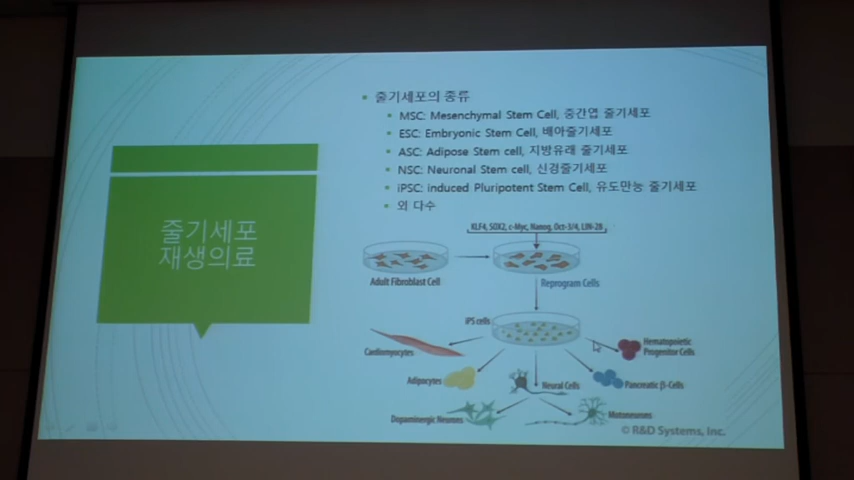 줄기세포
재생의료
줄기세포의 종류
MSC: Mesenchymal Stem Cell, 중간엽 줄기세포
ESC: Embryonic Stem Cell, 배아줄기세포
ASC: Adipose Stem cell, 지방유래 줄기세포
NSC: Neuronal Stem cell, 신경줄기세포
iPSC: induced Pluripotent Stem Cell, 유도만능 줄기세포
외 다수
KLF4, SOX2, c-Myc, Nanog, Oct-3/4, LIN-28
Adult Fibroblast Cell
Reprogram Cells
iPS cells
Cardiomyocytes
Hematopoietic
Progenitor Cells
Adipocytes
Neural Cells
Pancreatic β-Cells
Dopaminergic Neurons
Motoneurons
© R&D Systems, Inc.